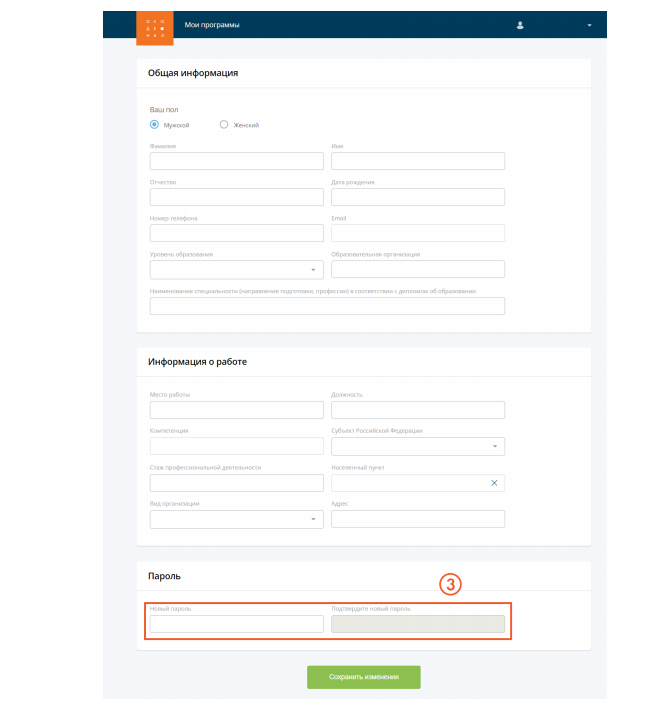 Мои программы
Общая информация
Ваш пол
Мужской Женский
Фамилия Имя
Отчество Дата рождения
Номер телефона Email
Уровень образования Образовательная организация
Наименование специальности (направления подготовки, профессии) в соответствии с дипломом об образовании
Информация о работе
Место работы Должность
Компетенция Субъект Российской Федерации
Стаж профессиональной деятельности Населенный пункт
Вид организации Адрес
Пароль
3
Новый пароль Подтвердите новый пароль
Сохранить изменения